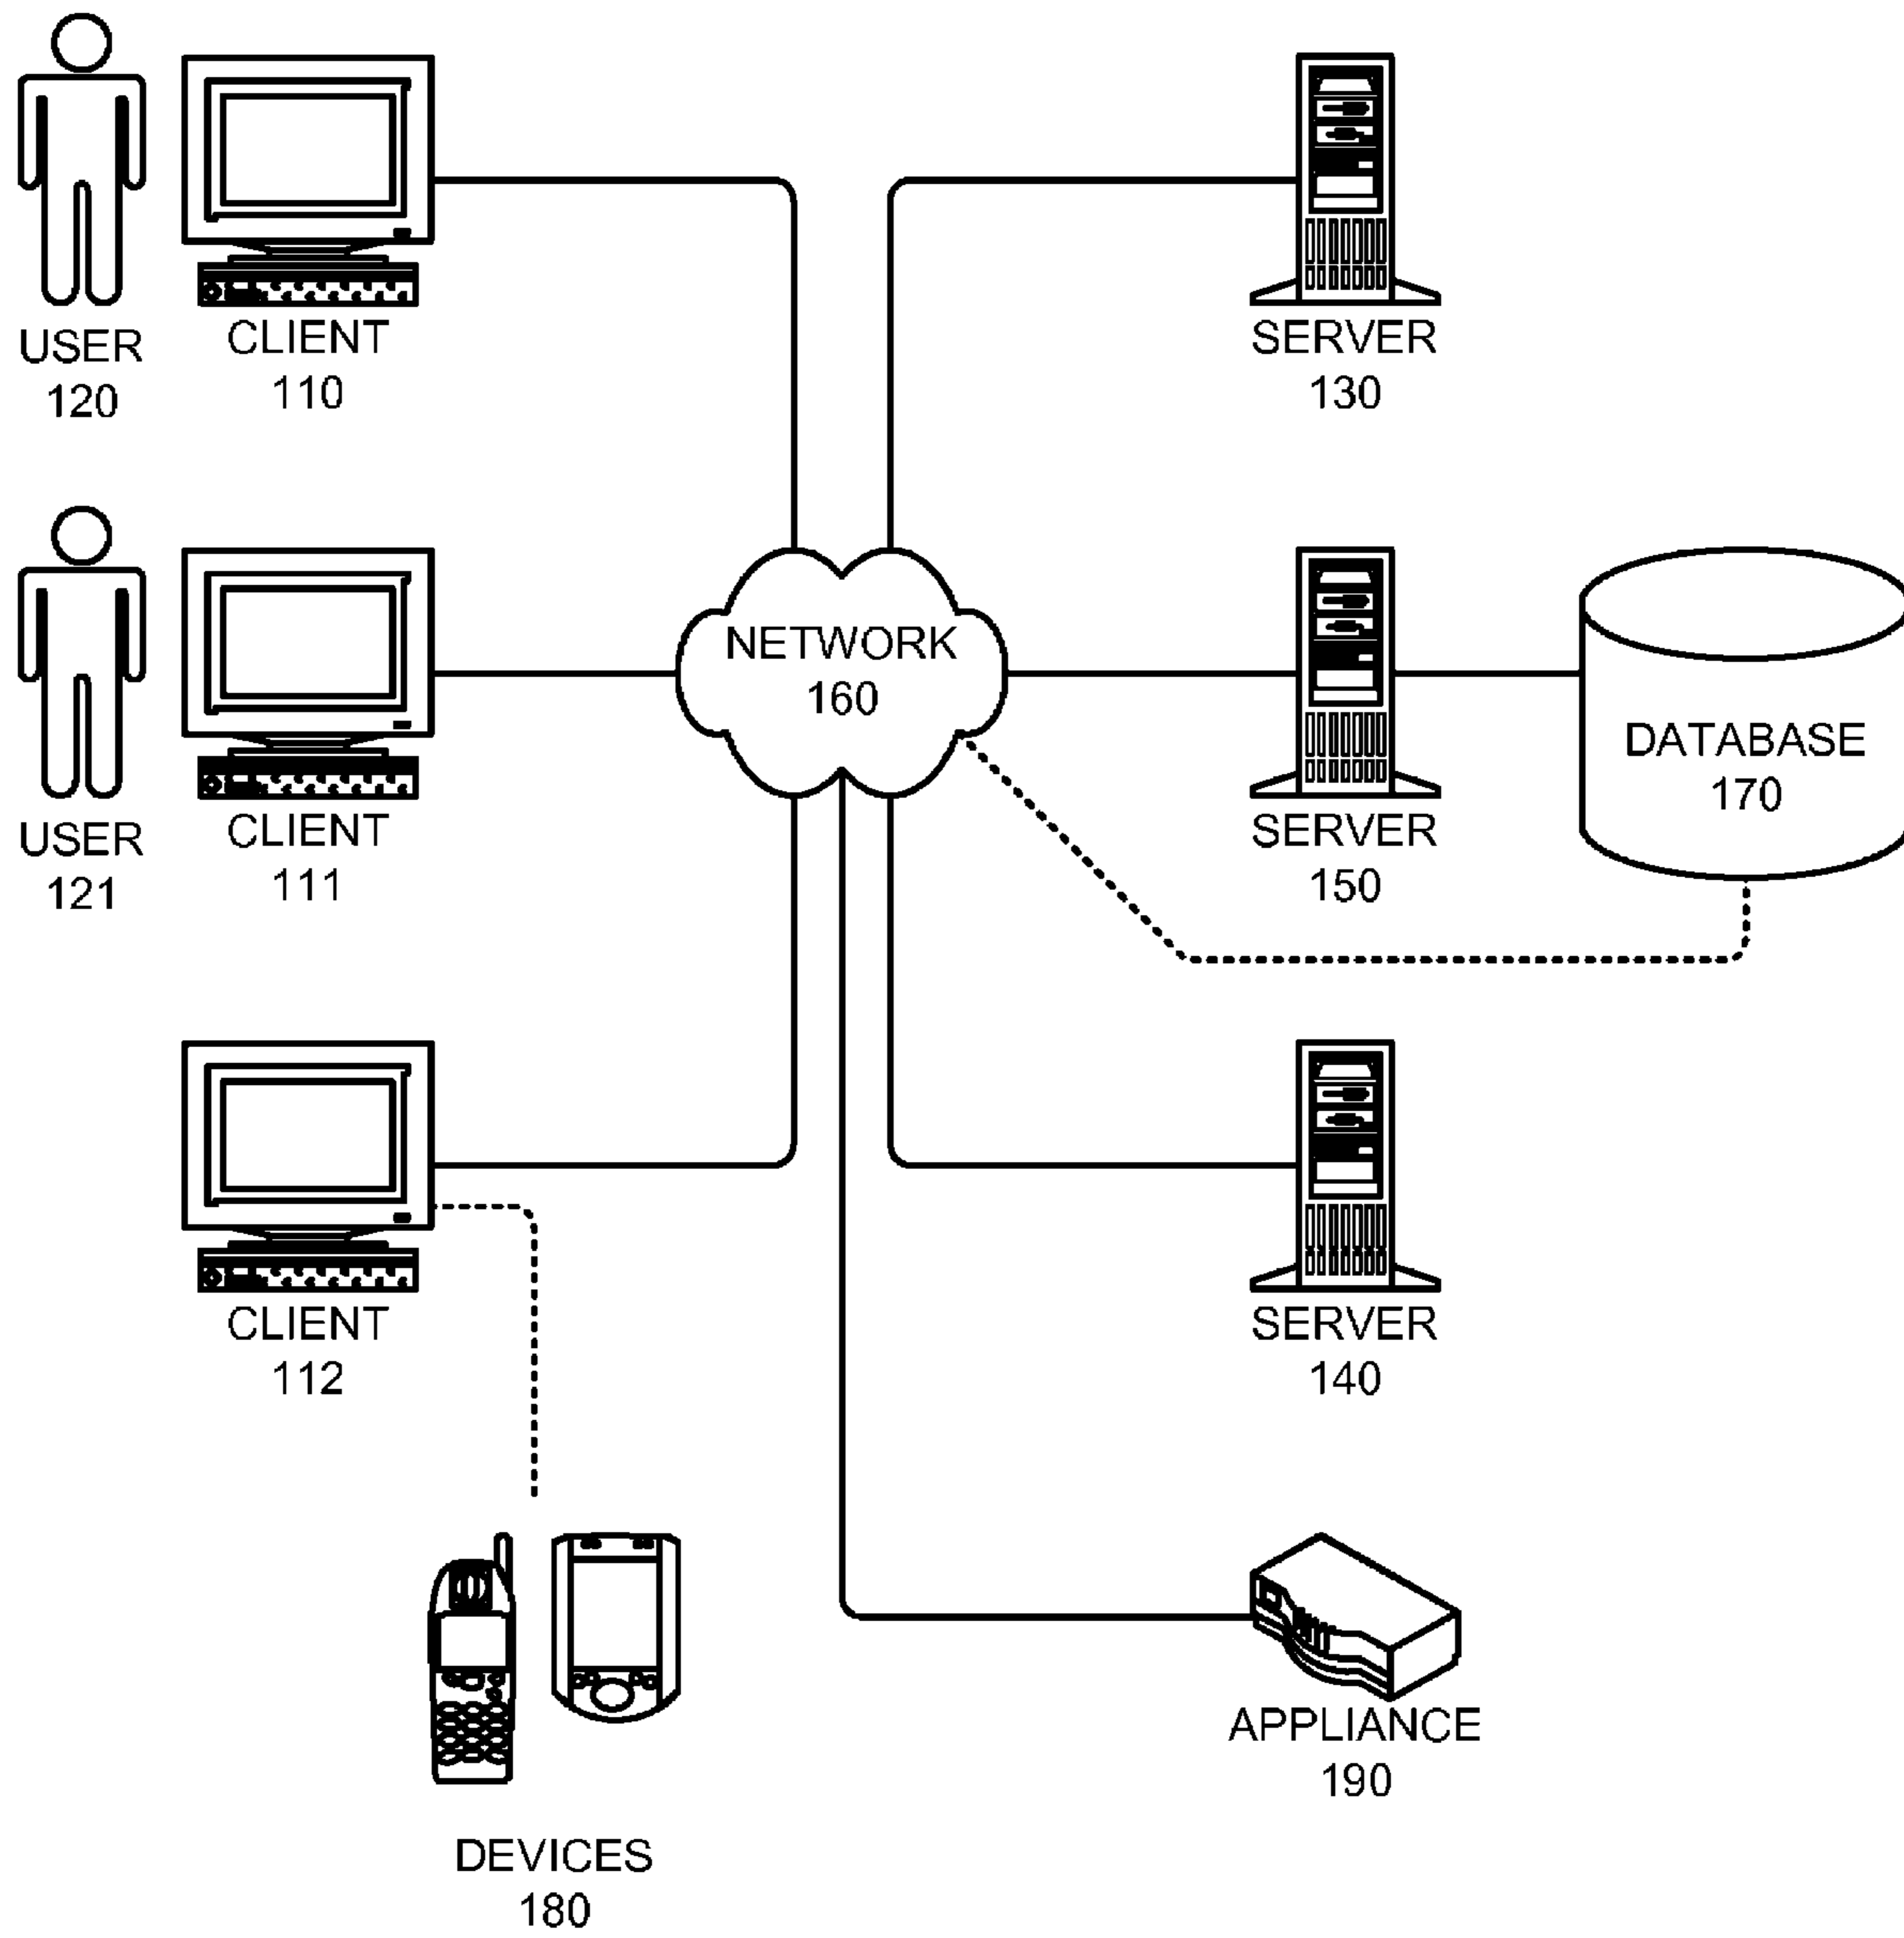 USER
120
CLIENT
110
SERVER
130
USER
121
CLIENT
111
NETWORK
160
SERVER
150
DATABASE
170
CLIENT
112
SERVER
140
DEVICES
180
APPLIANCE
190